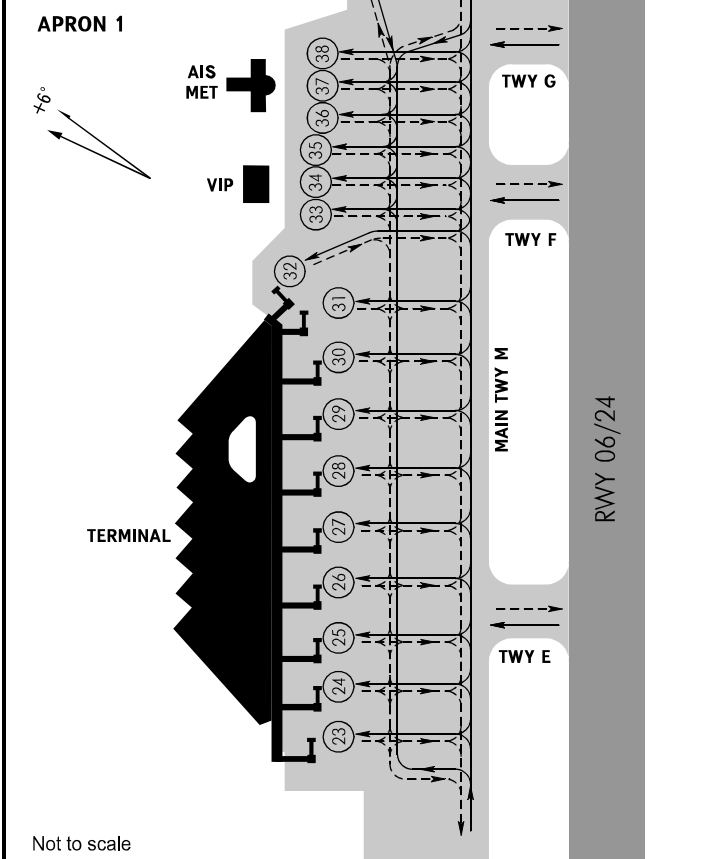 APRON 1
AIS
MET
+6°
VIP
38
37
36
35
34
33
32
31
30
29
28
27
26
25
24
23
TERMINAL
TWY G
TWY F
MAIN TWY M
TWY E
RWY 06/24
Not to scale